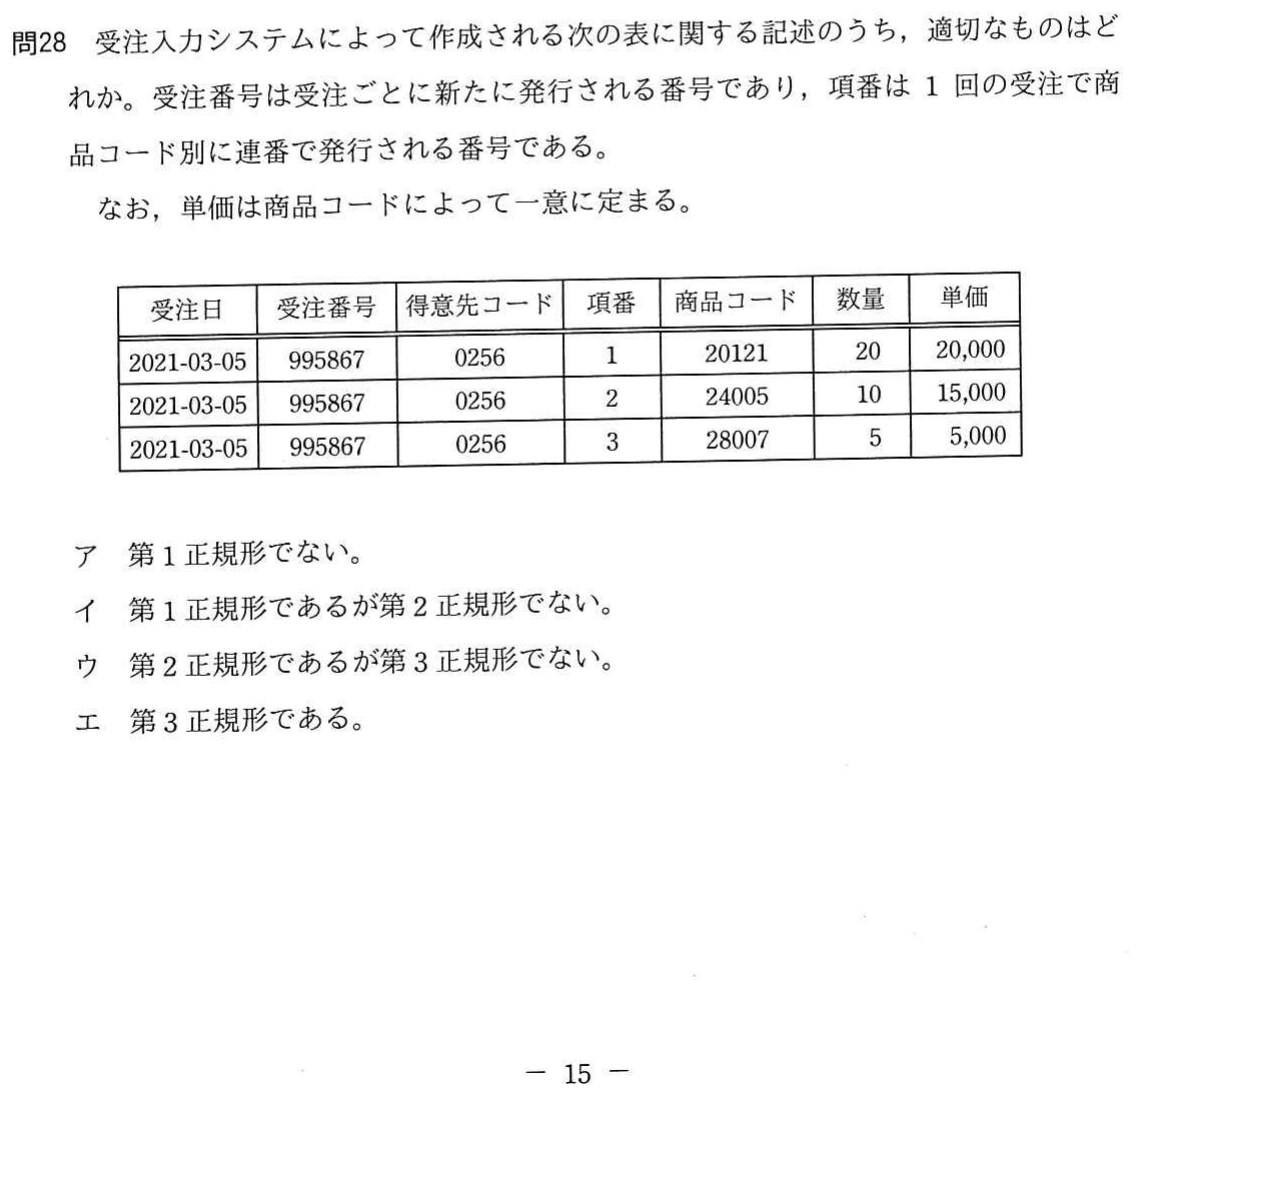 問28 受注入力システムによって作成される次の表に関する記述のうち，適切なものはど
れか。受注番号は受注ごとに新たに発行される番号であり，項番は 1 回の受注で商
品コード別に連番で発行される番号である。
なお，単価は商品コードによって一意に定まる。
受注日 受注番号 得意先コード 項番 商品コード 数量 単価
2021-03-05 995867 0256 1 20121 20 20,000
2021-03-05 995867 0256 2 24005 10 15,000
2021-03-05 995867 0256 3 28007 5 5,000
ア 第1正規形でない。
イ 第1正規形であるが第2正規形でない。
ウ 第2正規形であるが第3正規形でない。
エ 第3正規形である。
— 15 —